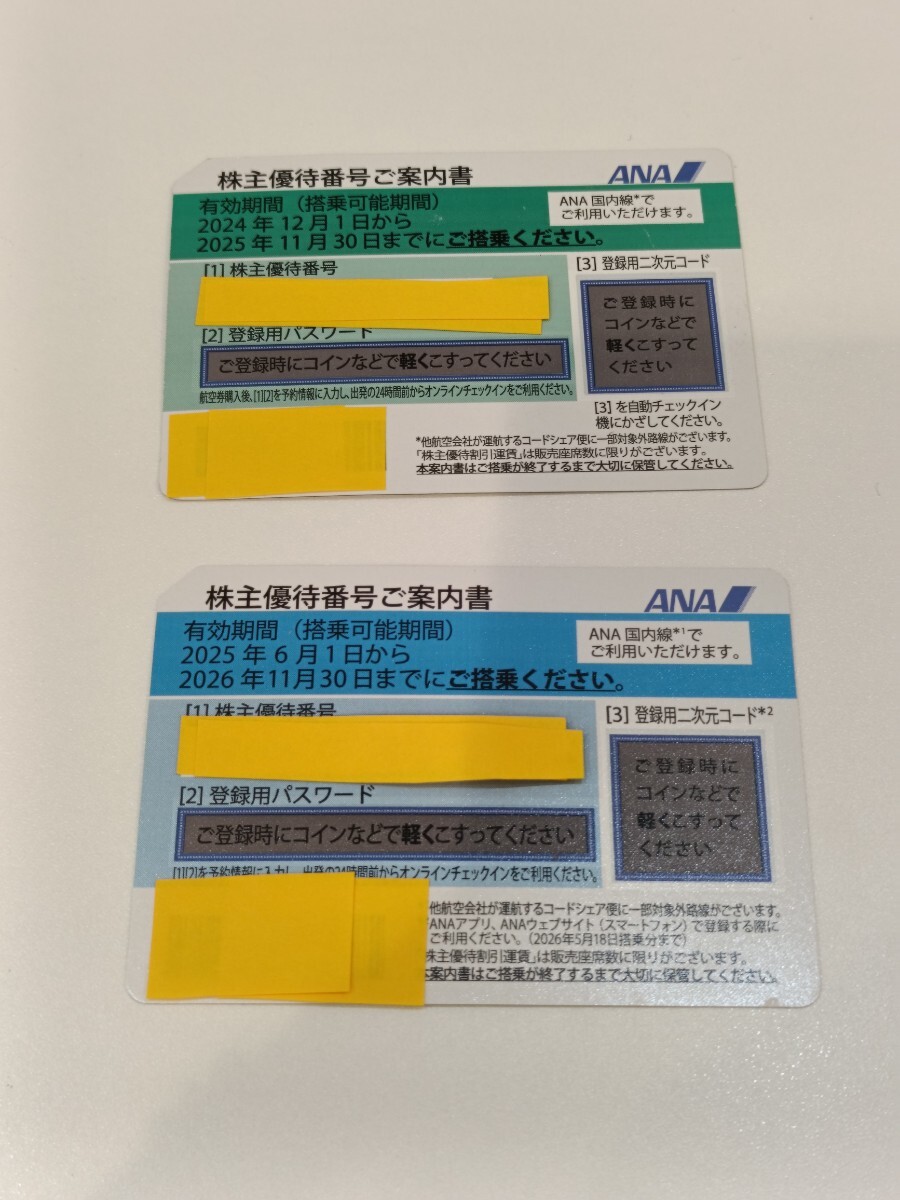 株主優待番号ご案内書
ANA
有効期間（搭乗可能期間）
2024年12月1日から
2025年11月30日までにご搭乗ください。
ANA国内線*で
ご利用いただけます。
[1] 株主優待番号
[2] 登録用パスワード
ご登録時にコインなどで軽くこすってください
航空券購入後、[1][2]を予約情報に入力し、出発の24時間前からオンラインチェックインをご利用ください。
[3] 登録用二次元コード
ご登録時に
コインなどで
軽くこすって
ください
[3] を自動チェックイン
機にかざしてください。
*他航空会社が運航するコードシェア便に一部対象外路線がございます。
「株主優待割引運賃」は販売座席数に限りがございます。
本案内書はご搭乗が終了するまで大切に保管してください。
株主優待番号ご案内書
ANA
有効期間（搭乗可能期間）
2025年6月1日から
2026年11月30日までにご搭乗ください。
ANA国内線*1で
ご利用いただけます。
[1] 株主優待番号
[2] 登録用パスワード
ご登録時にコインなどで軽くこすってください
[1][2]を予約情報に入力し、出発の24時間前からオンラインチェックインをご利用ください。
[3] 登録用二次元コード*2
ご登録時に
コインなどで
軽くこすって
ください
他航空会社が運航するコードシェア便に一部対象外路線がございます。
ANAアプリ、ANAウェブサイト（スマートフォン）で登録する際に
ご利用ください。（2026年5月18日搭乗分まで）
株主優待割引運賃」は販売座席数に限りがございます。
本案内書はご搭乗が終了するまで大切に保管してください。